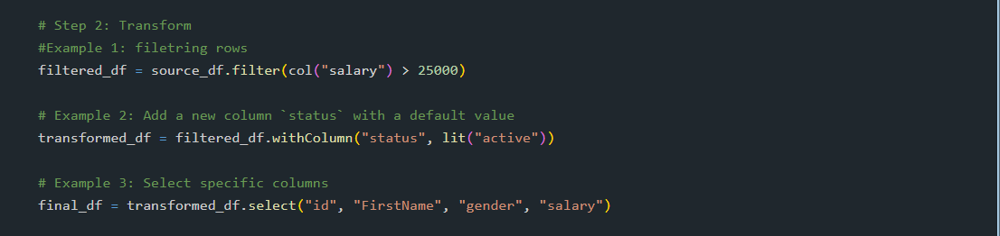 # Step 2: Transform
#Example 1: filetring rows
filtered_df = source_df.filter(col("salary") > 25000)
# Example 2: Add a new column `status` with a default value
transformed_df = filtered_df.withColumn("status", lit("active"))
# Example 3: Select specific columns
final_df = transformed_df.select("id", "FirstName", "gender", "salary")